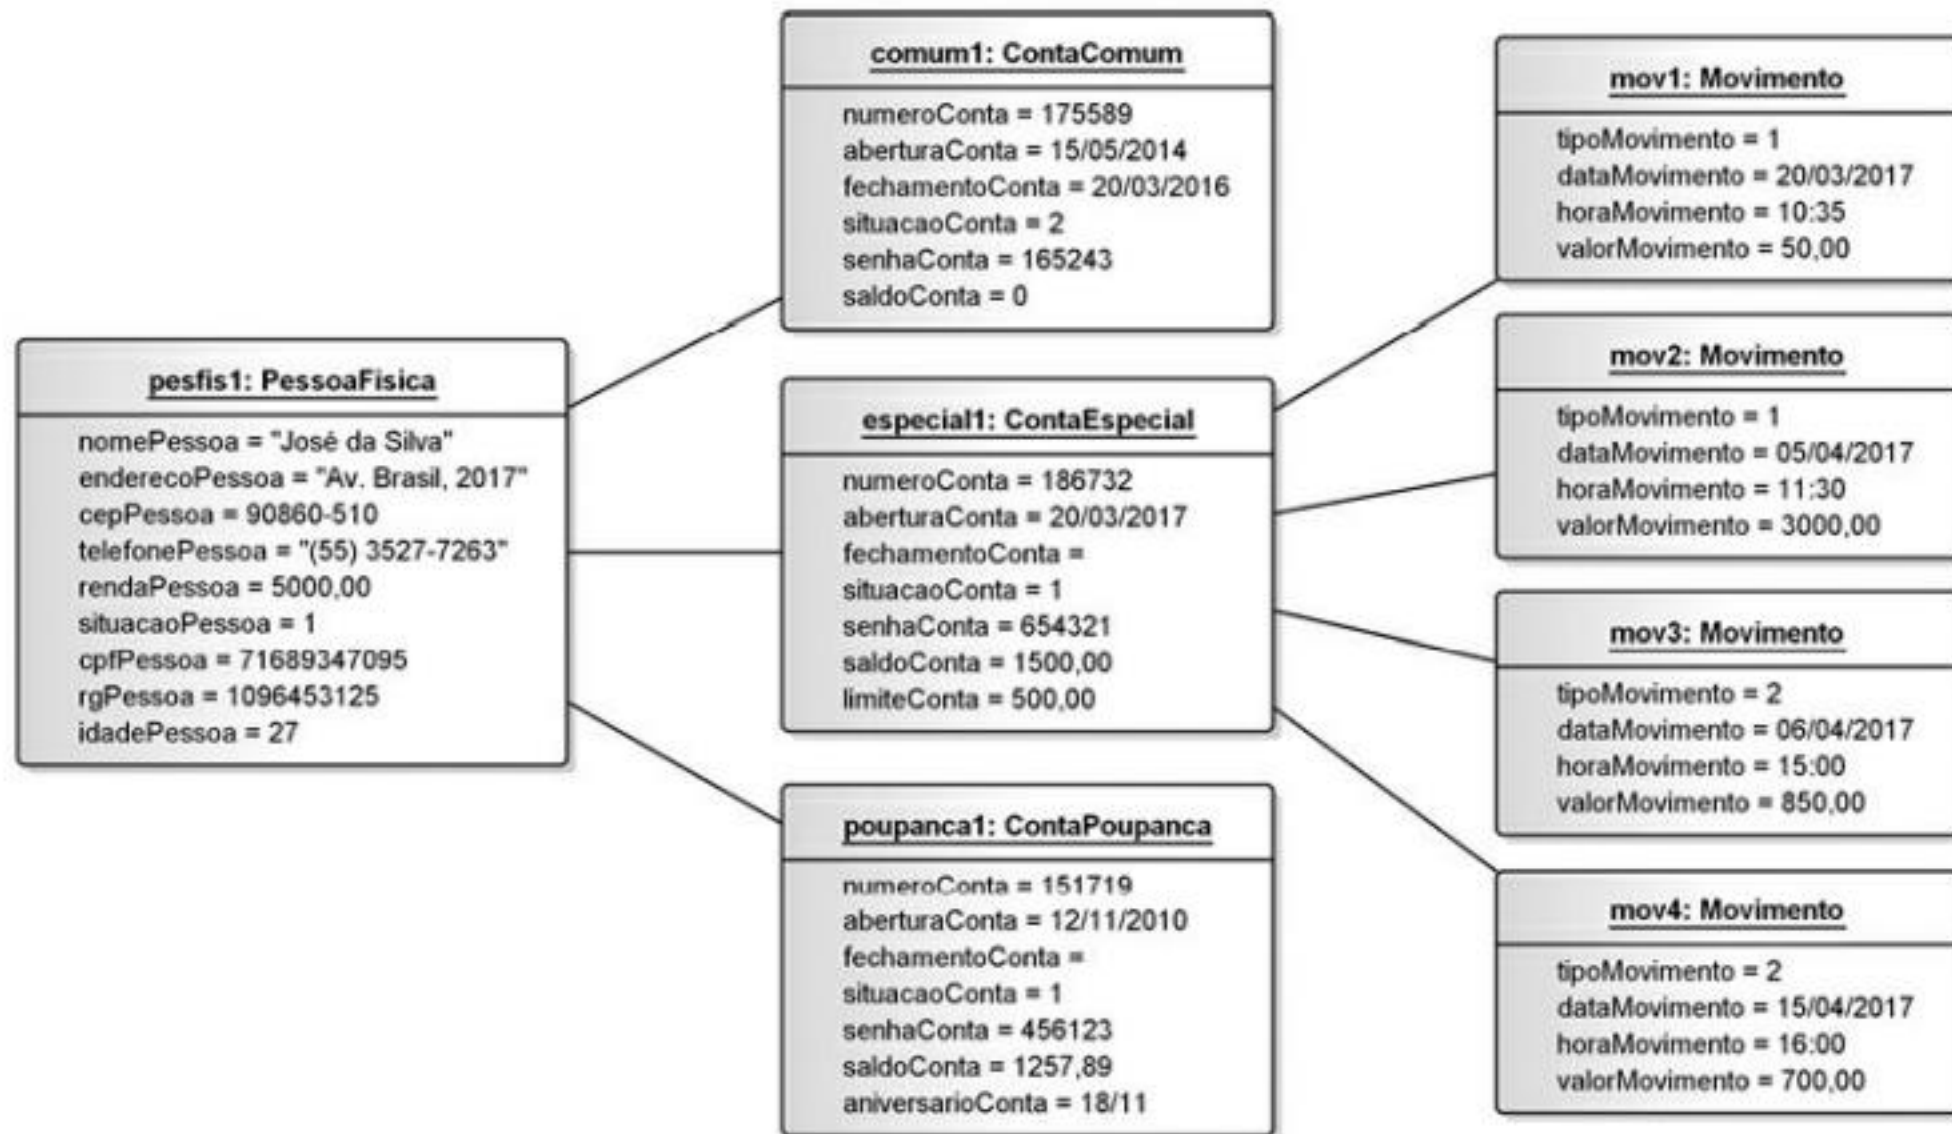 pesfis1: PessoaFisica
nomePessoa = "José da Silva"
enderecoPessoa = "Av. Brasil, 2017"
cepPessoa = 90860-510
telefonePessoa = "(55) 3527-7263"
rendaPessoa = 5000,00
situacaoPessoa = 1
cpfPessoa = 71689347095
rgPessoa = 1096453125
idadePessoa = 27
comum1: ContaComum
numeroConta = 175589
aberturaConta = 15/05/2014
fechamentoConta = 20/03/2016
situacaoConta = 2
senhaConta = 165243
saldoConta = 0
especial1: ContaEspecial
numeroConta = 186732
aberturaConta = 20/03/2017
fechamentoConta =
situacaoConta = 1
senhaConta = 654321
saldoConta = 1500,00
limiteConta = 500,00
poupanca1: ContaPoupanca
numeroConta = 151719
aberturaConta = 12/11/2010
fechamentoConta =
situacaoConta = 1
senhaConta = 456123
saldoConta = 1257,89
aniversarioConta = 18/11
mov1: Movimento
tipoMovimento = 1
dataMovimento = 20/03/2017
horaMovimento = 10:35
valorMovimento = 50,00
mov2: Movimento
tipoMovimento = 1
dataMovimento = 05/04/2017
horaMovimento = 11:30
valorMovimento = 3000,00
mov3: Movimento
tipoMovimento = 2
dataMovimento = 06/04/2017
horaMovimento = 15:00
valorMovimento = 850,00
mov4: Movimento
tipoMovimento = 2
dataMovimento = 15/04/2017
horaMovimento = 16:00
valorMovimento = 700,00